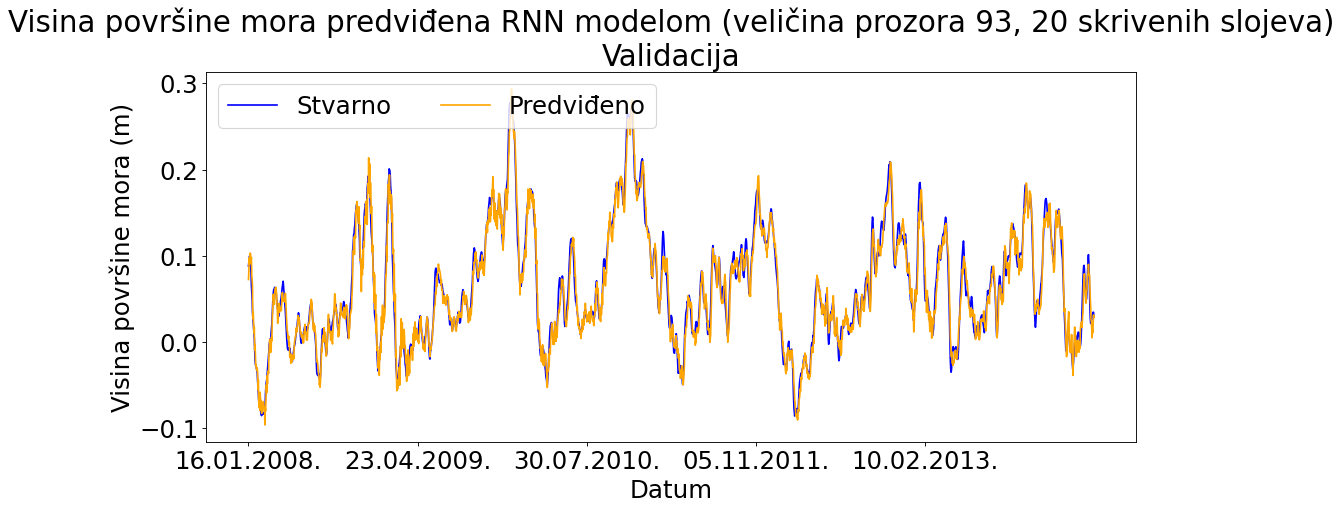 Visina površine mora predviđena RNN modelom (veličina prozora 93, 20 skrivenih slojeva)
Validacija
Stvarno Predviđeno
Visina površine mora (m)
0.3
0.2
0.1
0.0
−0.1
16.01.2008. 23.04.2009. 30.07.2010. 05.11.2011. 10.02.2013.
Datum